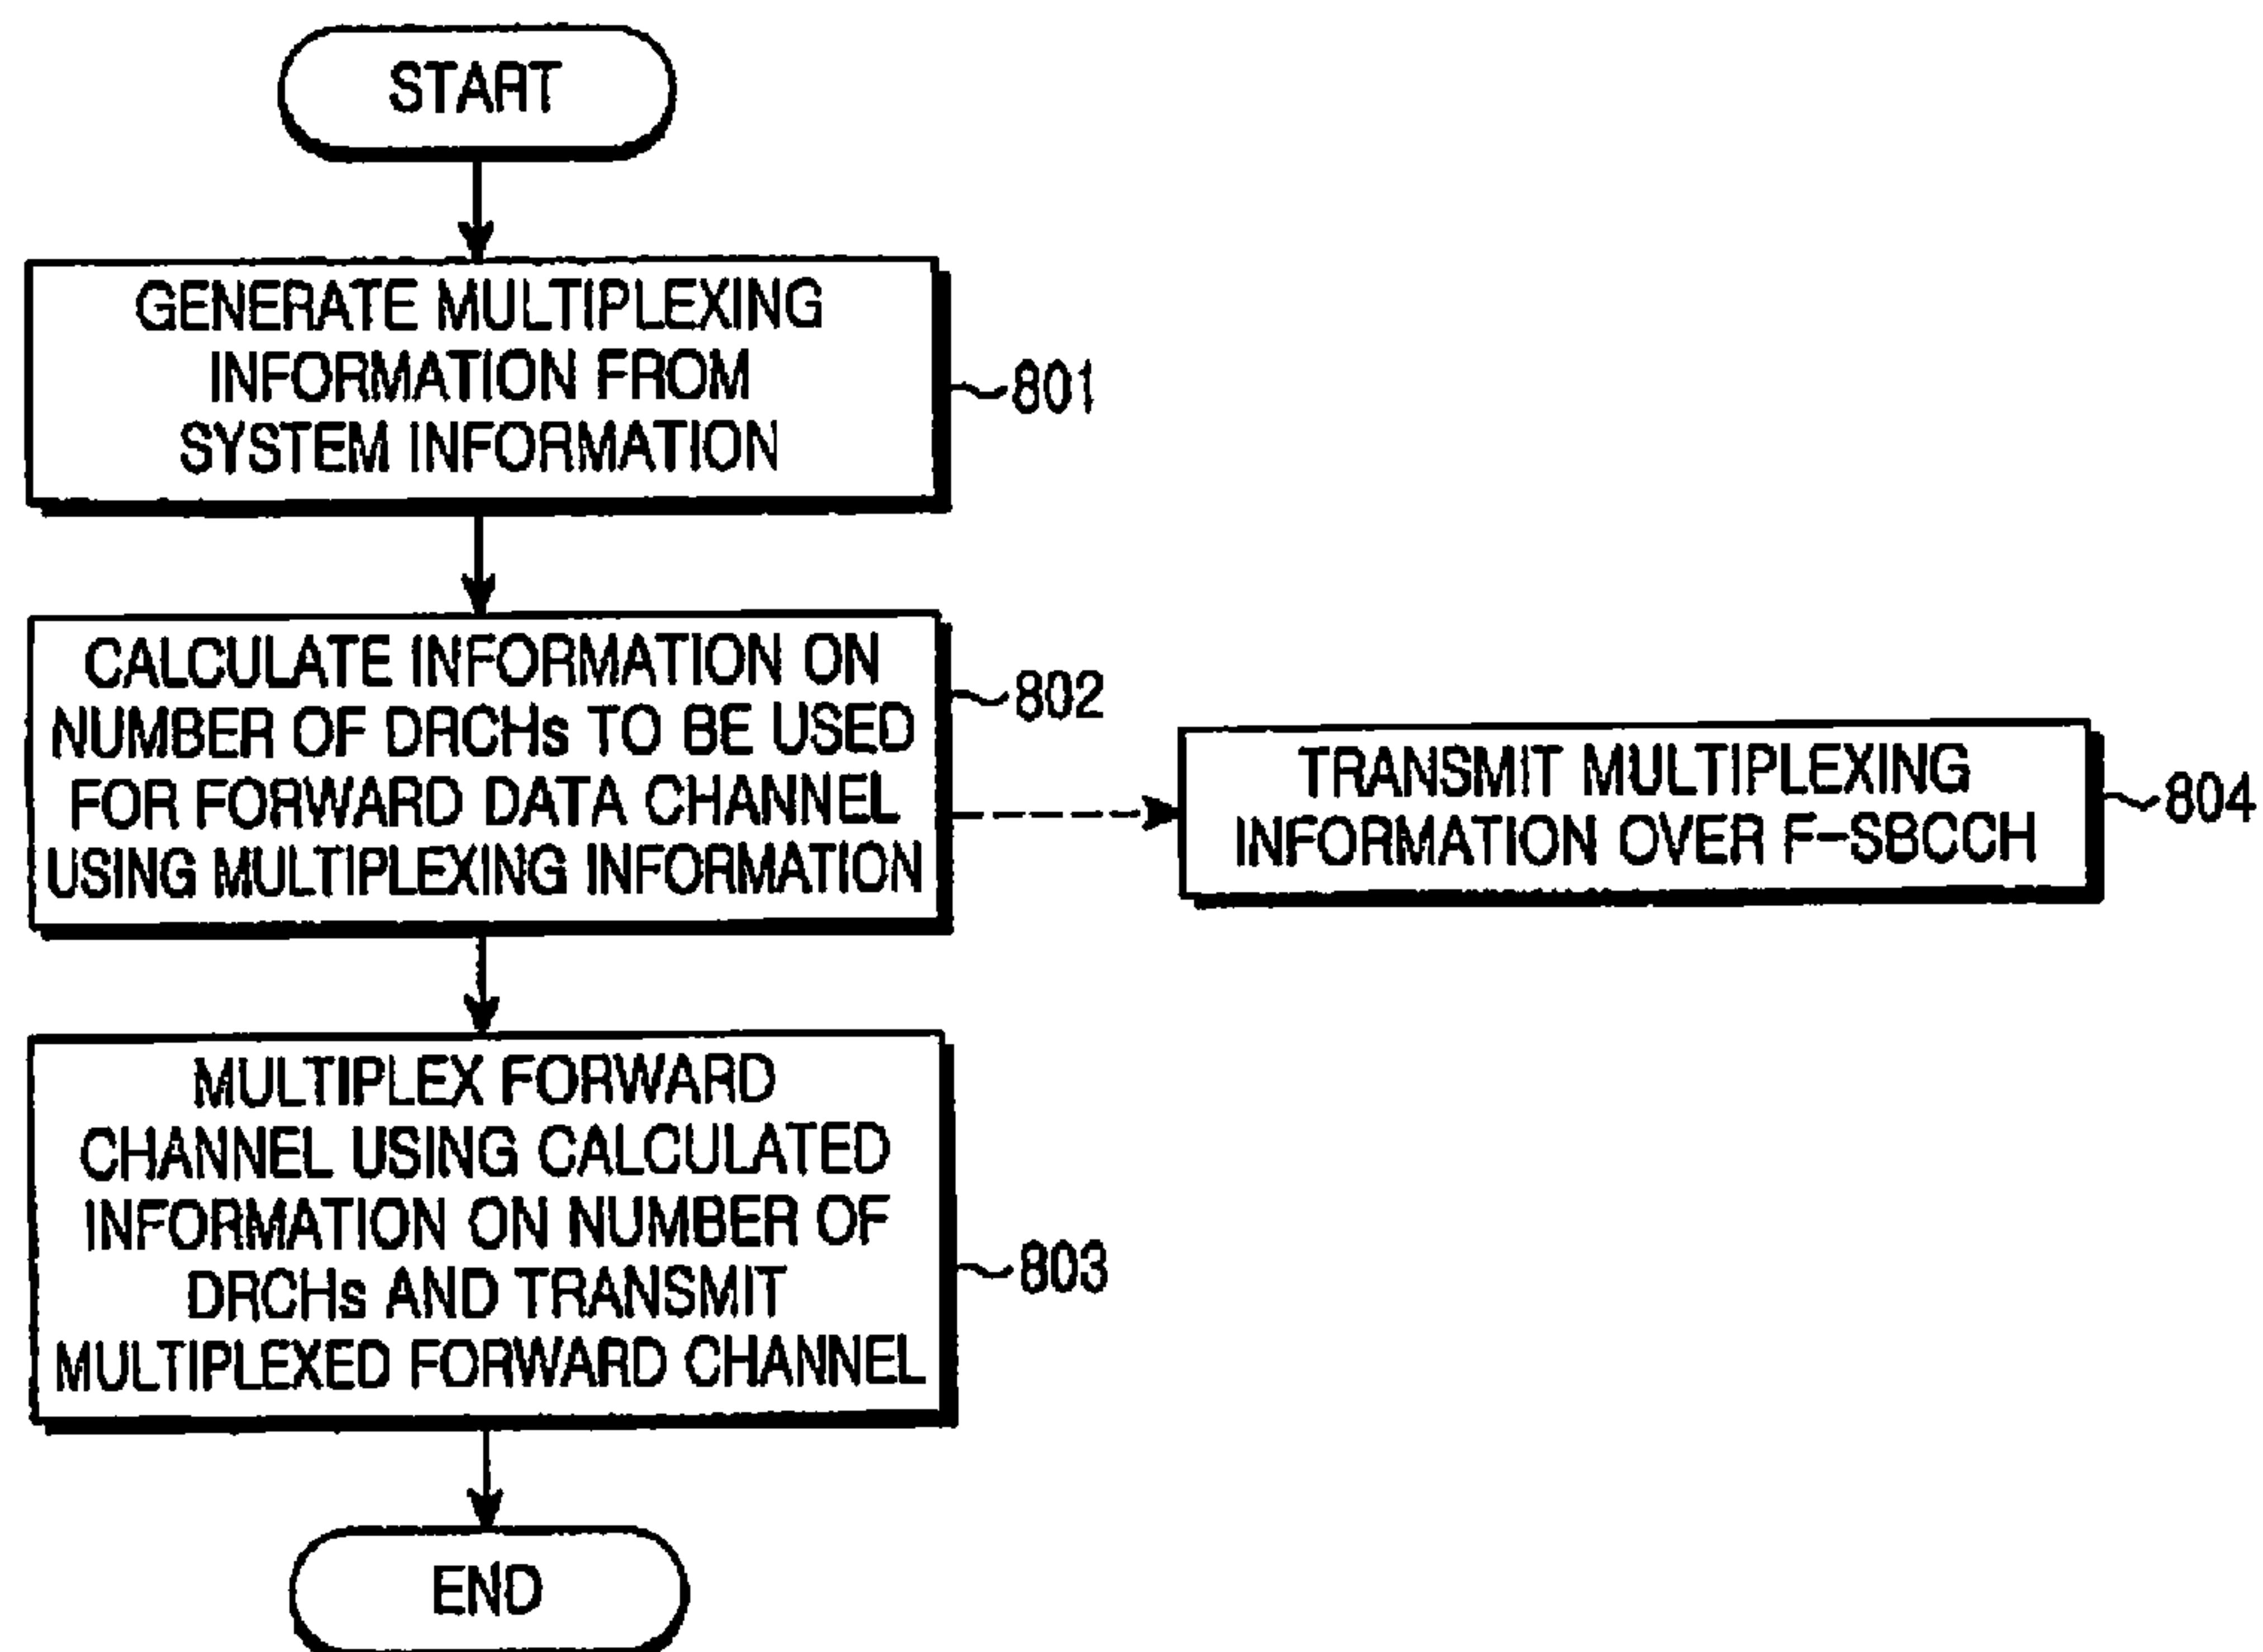 START
GENERATE MULTIPLEXING
INFORMATION FROM
SYSTEM INFORMATION
801
CALCULATE INFORMATION ON
NUMBER OF DRCHs TO BE USED
FOR FORWARD DATA CHANNEL
USING MULTIPLEXING INFORMATION
802
TRANSMIT MULTIPLEXING
INFORMATION OVER F-SBCCH
804
MULTIPLEX FORWARD
CHANNEL USING CALCULATED
INFORMATION ON NUMBER OF
DRCHs AND TRANSMIT
MULTIPLEXED FORWARD CHANNEL
803
END